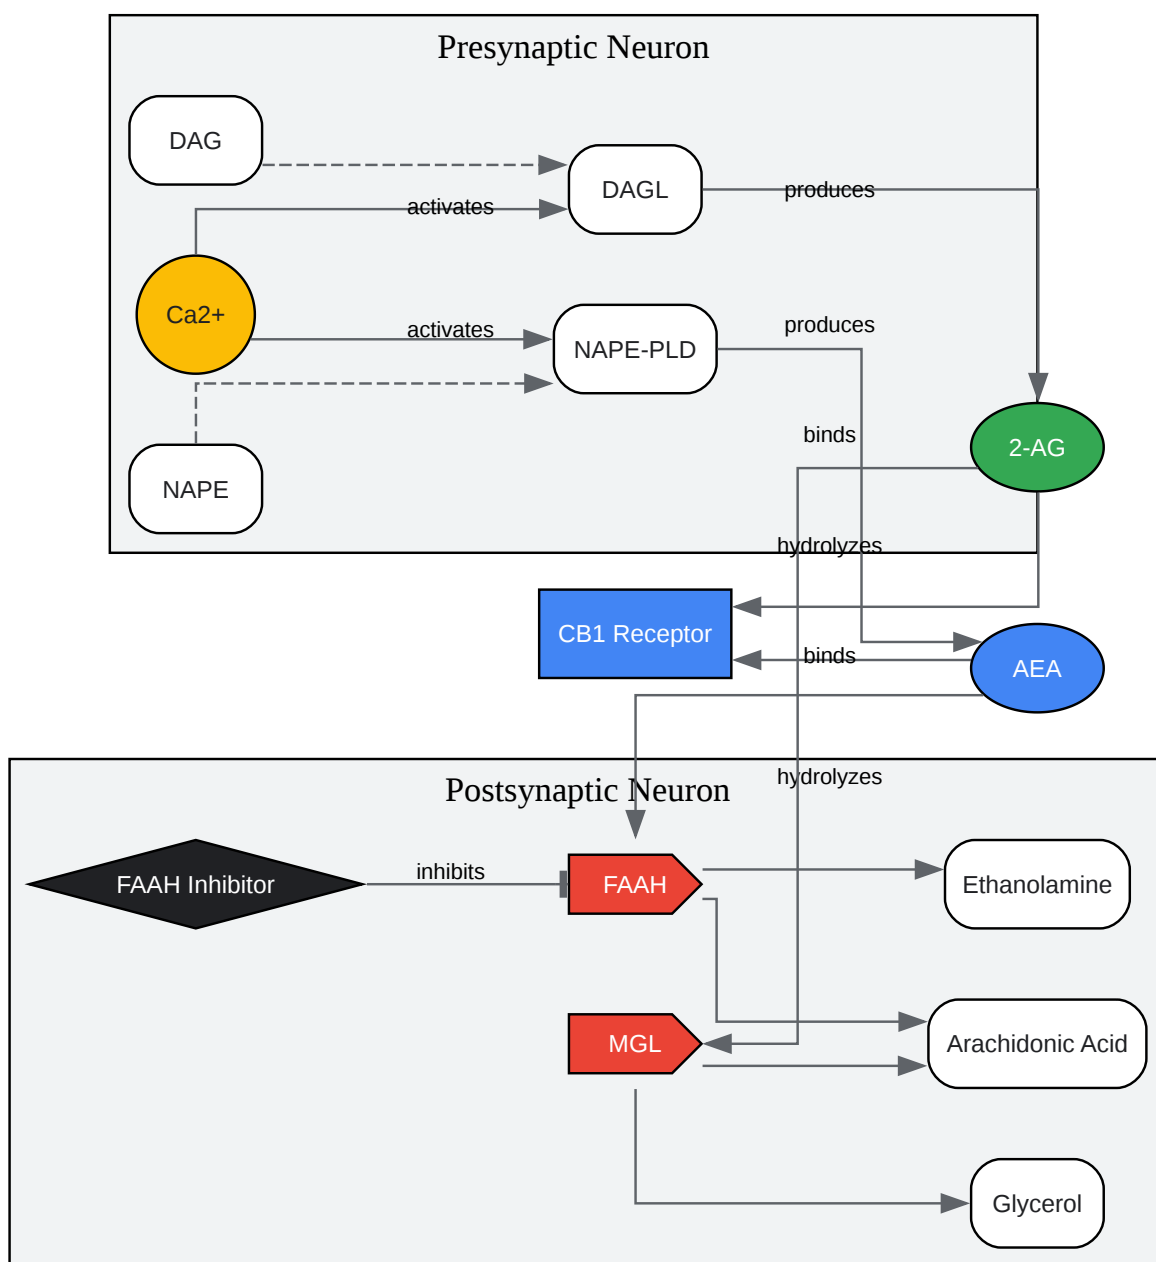 Presynaptic Neuron
DAG
DAGL
produces
activates
Ca2+
activates
produces
NAPE-PLD
binds
2-AG
NAPE
hydrolyzes
CB1 Receptor
binds
AEA
hydrolyzes
Postsynaptic Neuron
FAAH Inhibitor
inhibits
FAAH
Ethanolamine
MGL
Arachidonic Acid
Glycerol